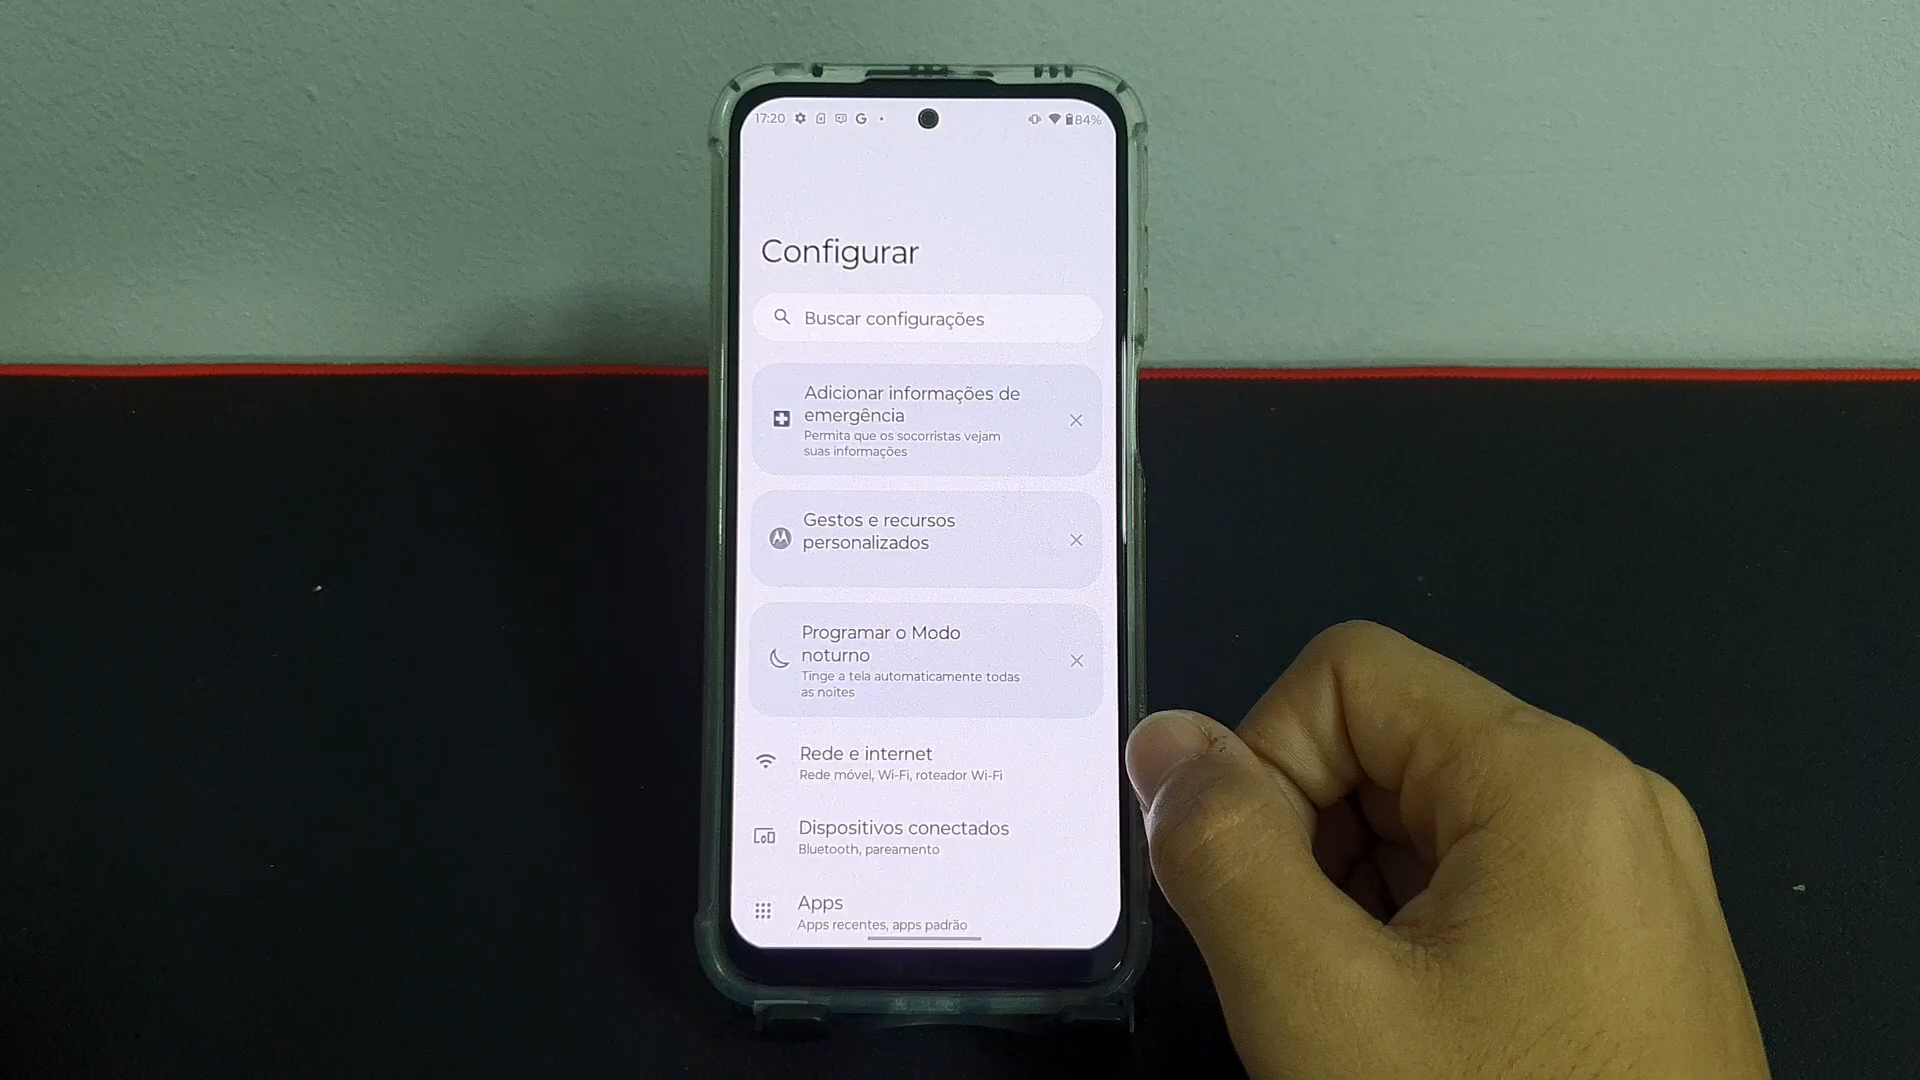 17:20 G 84%
Configurar
Buscar configurações
Adicionar informações de
emergência
Permita que os socorristas vejam
suas informações
Gestos e recursos
personalizados
Programar o Modo
noturno
Tinge a tela automaticamente todas
as noites
Rede e internet
Rede móvel, Wi-Fi, roteador Wi-Fi
Dispositivos conectados
Bluetooth, pareamento
Apps
Apps recentes, apps padrão